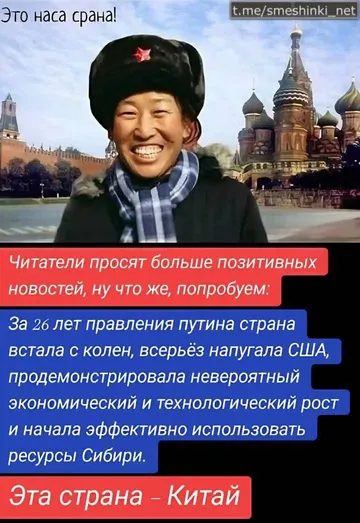 Это наса срана!
t.me/smeshinki_net
Читатели просят больше позитивных
новостей, ну что же, попробуем:
За 26 лет правления путина страна
встала с колен, всерьёз напугала США,
продемонстрировала невероятный
экономический и технологический рост
и начала эффективно использовать
ресурсы Сибири.
Эта страна – Китай